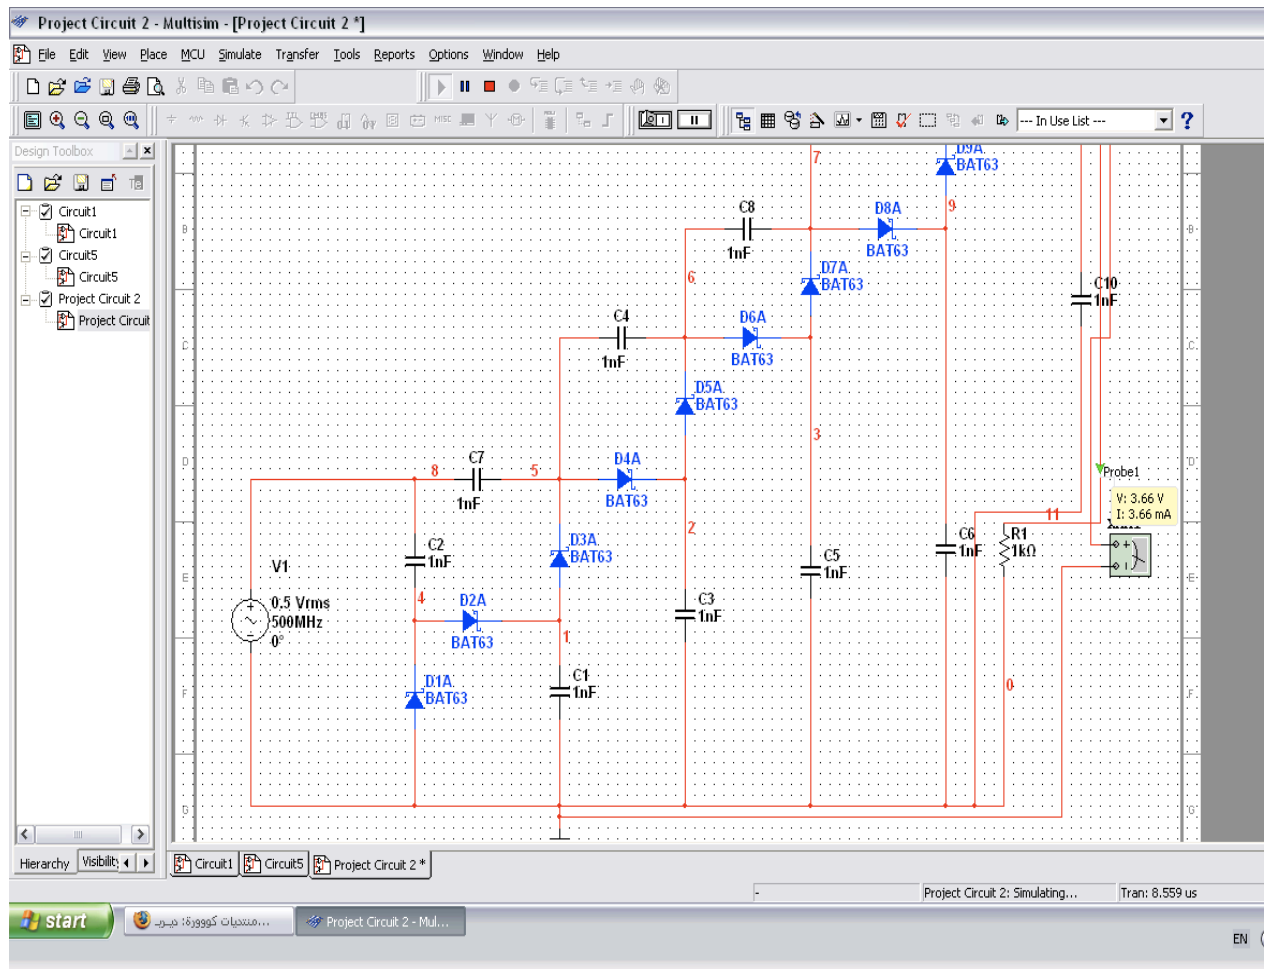 Project Circuit 2 - Multisim - [Project Circuit 2 *]
File Edit View Place MCU Simulate Transfer Tools Reports Options Window Help
--- In Use List ---
Design Toolbox
Circuit1
Circuit1
Circuit5
Circuit5
Project Circuit 2
Project Circuit
Hierarchy Visibility
7
D9A
BAT63
C8
1nF
D8A
BAT63
9
6
D7A
BAT63
C10
1nF
C4
1nF
D6A
BAT63
D5A
BAT63
3
8
C7
1nF
5
D4A
BAT63
Probe1
V: 3.66 V
I: 3.66 mA
11
2
C2
1nF
D3A
BAT63
C5
1nF
C6
1nF
R1
1kΩ
V1
0.5 Vrms
500MHz
0°
4
D2A
BAT63
1
C3
1nF
D1A
BAT63
C1
1nF
0
B
C
D
E
F
G
B
C
D
E
F
G
Circuit1 Circuit5 Project Circuit 2 *
- Project Circuit 2: Simulating... Tran: 8.559 us
start
منتديات كووورة: ديربـ...
Project Circuit 2 - Mul...
EN